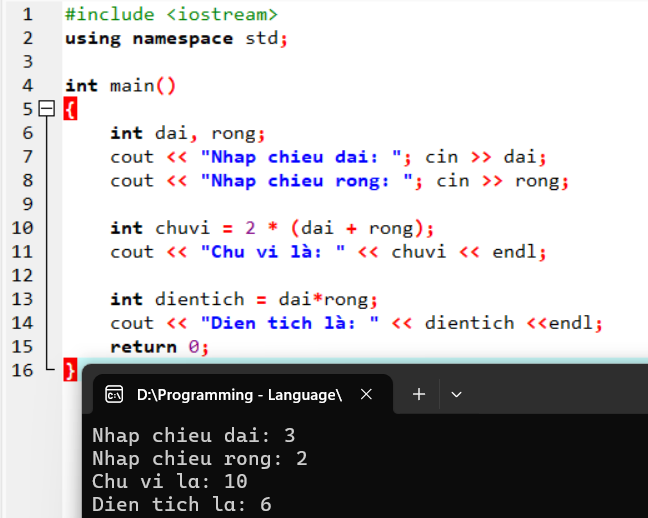 1 #include <iostream>
2 using namespace std;
3
4 int main()
5 {
6 int dai, rong;
7 cout << "Nhap chieu dai: "; cin >> dai;
8 cout << "Nhap chieu rong: "; cin >> rong;
9
10 int chuvi = 2 * (dai + rong);
11 cout << "Chu vi là: " << chuvi << endl;
12
13 int dientich = dai*rong;
14 cout << "Dien tich là: " << dientich <<endl;
15 return 0;
16 }
D:\Programming - Language\
Nhap chieu dai: 3
Nhap chieu rong: 2
Chu vi la: 10
Dien tich la: 6